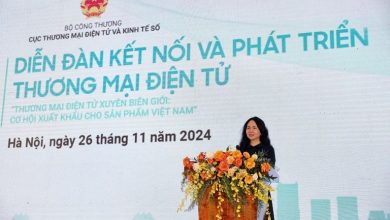 BỘ CÔNG THƯƠNG
CỤC THƯƠNG MẠI ĐIỆN TỬ VÀ KINH TẾ SỐ
DIỄN ĐÀN KẾT NỐI VÀ PHÁT TRIỂN
THƯƠNG MẠI ĐIỆN TỬ
"THƯƠNG MẠI ĐIỆN TỬ XUYÊN BIÊN GIỚI:
CƠ HỘI XUẤT KHẨU CHO SẢN PHẨM VIỆT NAM"
Hà Nội, ngày 26 tháng 11 năm 2024